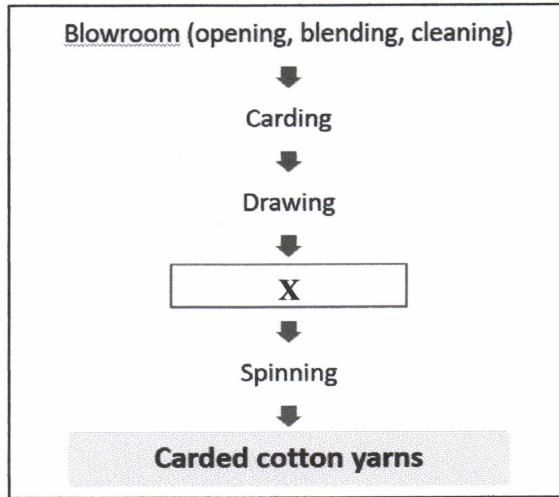 Blowroom (opening, blending, cleaning)
Carding
Drawing
X
Spinning
Carded cotton yarns